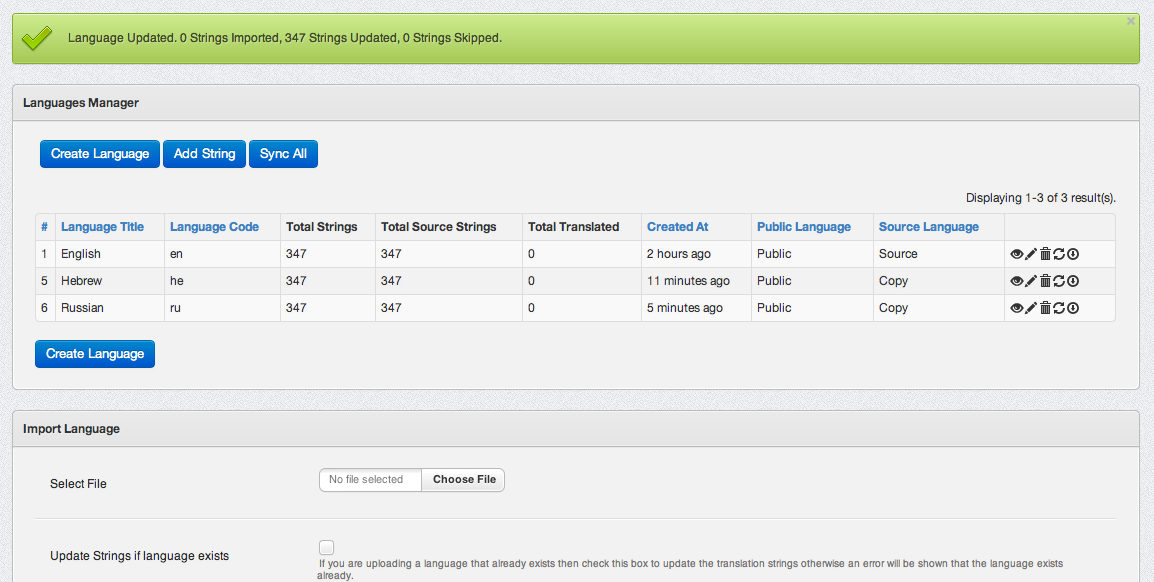 Language Updated. 0 Strings Imported, 347 Strings Updated, 0 Strings Skipped.
×
Languages Manager
Create Language Add String Sync All
Displaying 1-3 of 3 result(s).
# Language Title Language Code Total Strings Total Source Strings Total Translated Created At Public Language Source Language
1 English en 347 347 0 2 hours ago Public Source
5 Hebrew he 347 347 0 11 minutes ago Public Copy
6 Russian ru 347 347 0 5 minutes ago Public Copy
Create Language
Import Language
Select File No file selected Choose File
Update Strings if language exists
If you are uploading a language that already exists then check this box to update the translation strings otherwise an error will be shown that the language exists
already.